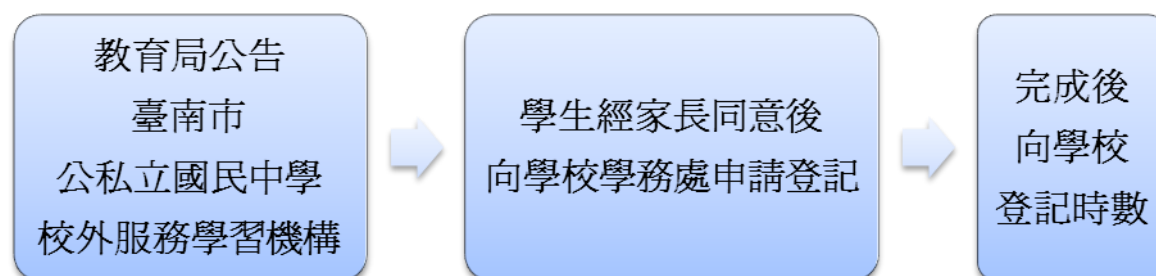 教育局公告
臺南市
公私立國民中學
校外服務學習機構
學生經家長同意後
向學校學務處申請登記
完成後
向學校
登記時數